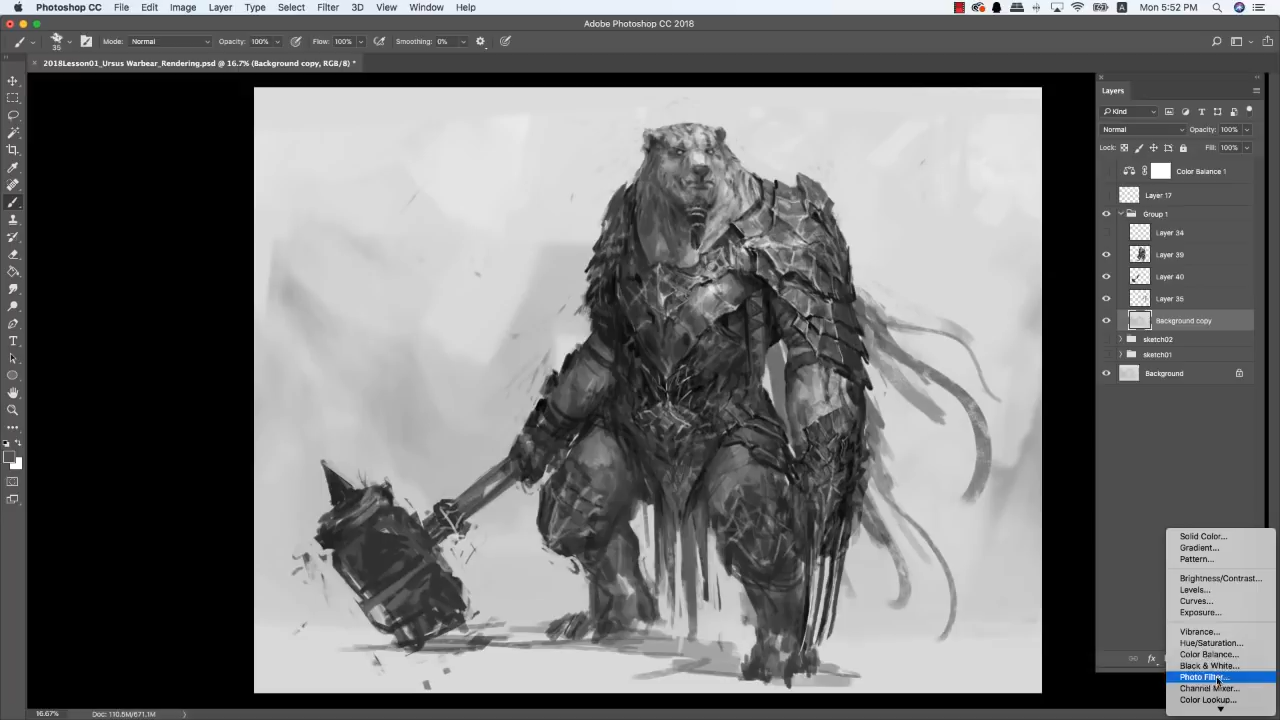 Photoshop CC File Edit Image Layer Type Select Filter 3D View Window Help Mon 5:52 PM
Adobe Photoshop CC 2018
35 Mode: Normal Opacity: 100% Flow: 100% Smoothing: 0%
2018Lesson01_Ursus Warbear_Rendering.psd @ 16.7% (Background copy, RGB/8) *
Layers
Kind
Normal Opacity: 100%
Lock: Fill: 100%
Color Balance 1
Layer 17
Group 1
Layer 34
Layer 39
Layer 40
Layer 35
Background copy
sketch02
sketch01
Background
Solid Color...
Gradient...
Pattern...
Brightness/Contrast...
Levels...
Curves...
Exposure...
Vibrance...
Hue/Saturation...
Color Balance...
Black & White...
Photo Filter...
Channel Mixer...
Color Lookup...
fx
16.67% Doc: 110.5M/671.1M